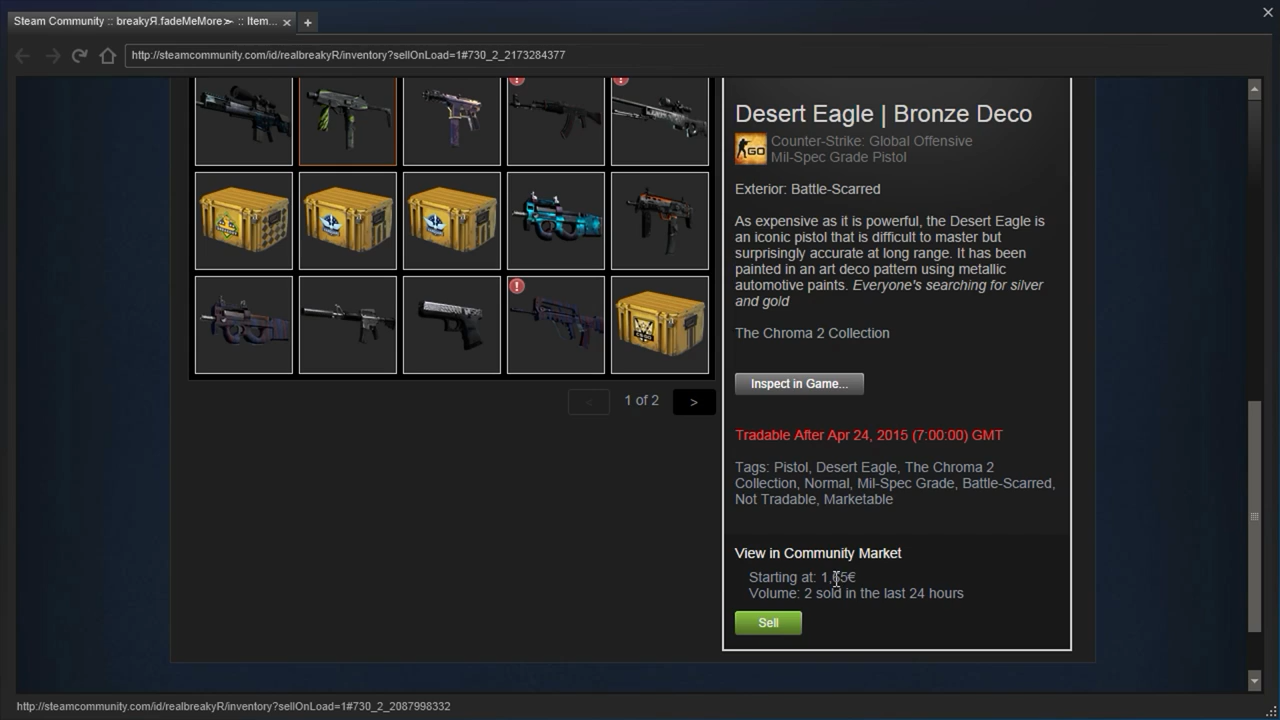 Steam Community :: breakyЯ.fadeMeMore➣ :: Item...
http://steamcommunity.com/id/realbreakyR/inventory?sellOnLoad=1#730_2_2173284377
Desert Eagle | Bronze Deco
GO
Counter-Strike: Global Offensive
Mil-Spec Grade Pistol
Exterior: Battle-Scarred
As expensive as it is powerful, the Desert Eagle is
an iconic pistol that is difficult to master but
surprisingly accurate at long range. It has been
painted in an art deco pattern using metallic
automotive paints. Everyone's searching for silver
and gold
The Chroma 2 Collection
Inspect in Game...
1 of 2
Tradable After Apr 24, 2015 (7:00:00) GMT
Tags: Pistol, Desert Eagle, The Chroma 2
Collection, Normal, Mil-Spec Grade, Battle-Scarred,
Not Tradable, Marketable
View in Community Market
Starting at: 1,65€
Volume: 2 sold in the last 24 hours
Sell
http://steamcommunity.com/id/realbreakyR/inventory?sellOnLoad=1#730_2_2087998332